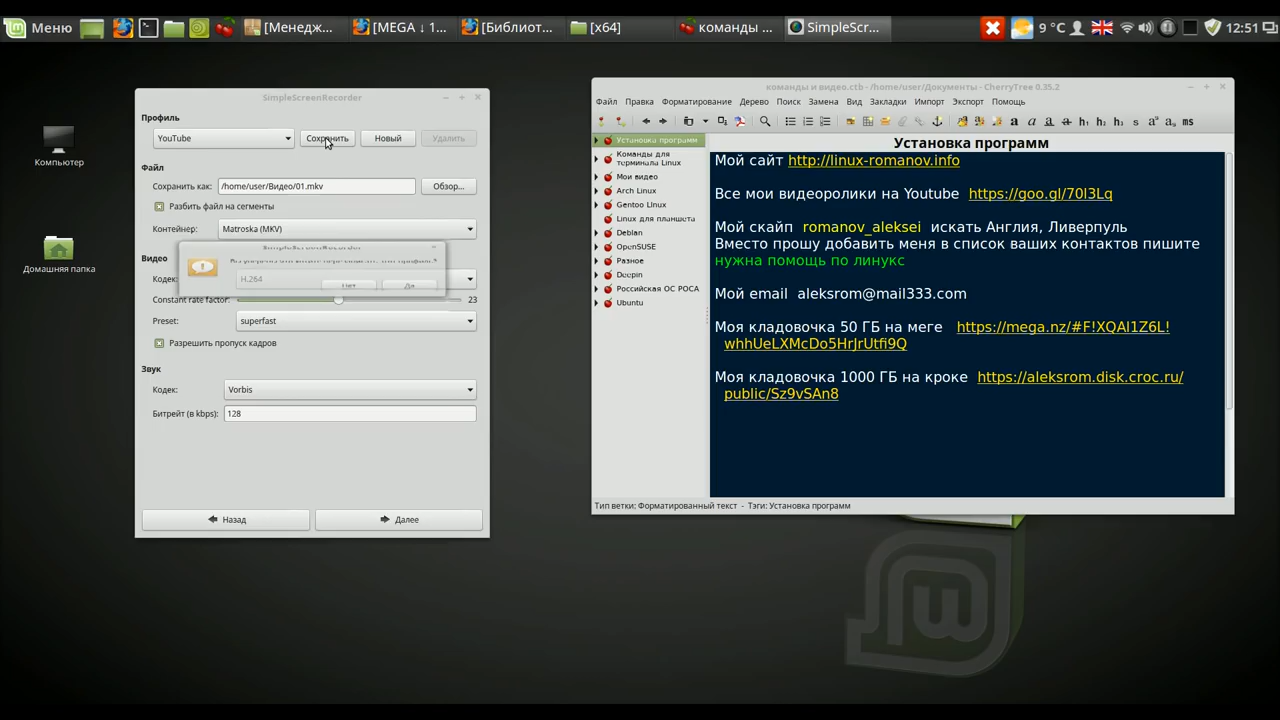 Меню
[Менедж...
[MEGA ↓ 1...
[Библиот...
[x64]
команды ...
SimpleScr...
9 °C
12:51
Компьютер
Домашняя папка
SimpleScreenRecorder
Профиль
YouTube
Сохранить
Новый
Удалить
Файл
Сохранить как:
/home/user/Видео/01.mkv
Обзор...
Разбить файл на сегменты
Контейнер:
Matroska (MKV)
Видео
SimpleScreenRecorder
Кодек:
H.264
Нет
Да
Constant rate factor:
23
Preset:
superfast
Разрешить пропуск кадров
Звук
Кодек:
Vorbis
Битрейт (в kbps):
128
Назад
Далее
команды и видео.ctb - /home/user/Документы - CherryTree 0.35.2
Файл Правка Форматирование Дерево Поиск Замена Вид Закладки Импорт Экспорт Помощь
Установка программ
Команды для
терминала Linux
Мои видео
Arch Linux
Gentoo LInux
Linux для планшета
Debian
OpenSUSE
Разное
Deepin
Российская ОС РОСА
Ubuntu
Установка программ
Мой сайт http://linux-romanov.info
Все мои видеоролики на Youtube https://goo.gl/70I3Lq
Мой скайп romanov_aleksei искать Англия, Ливерпуль
Вместо прошу добавить меня в список ваших контактов пишите
нужна помощь по линукс
Мой email aleksrom@mail333.com
Моя кладовочка 50 ГБ на меге https://mega.nz/#F!XQAl1Z6L!
whhUeLXMcDo5HrJrUtfi9Q
Моя кладовочка 1000 ГБ на кроке https://aleksrom.disk.croc.ru/
public/Sz9vSAn8
Тип ветки: Форматированный текст - Тэги: Установка программ